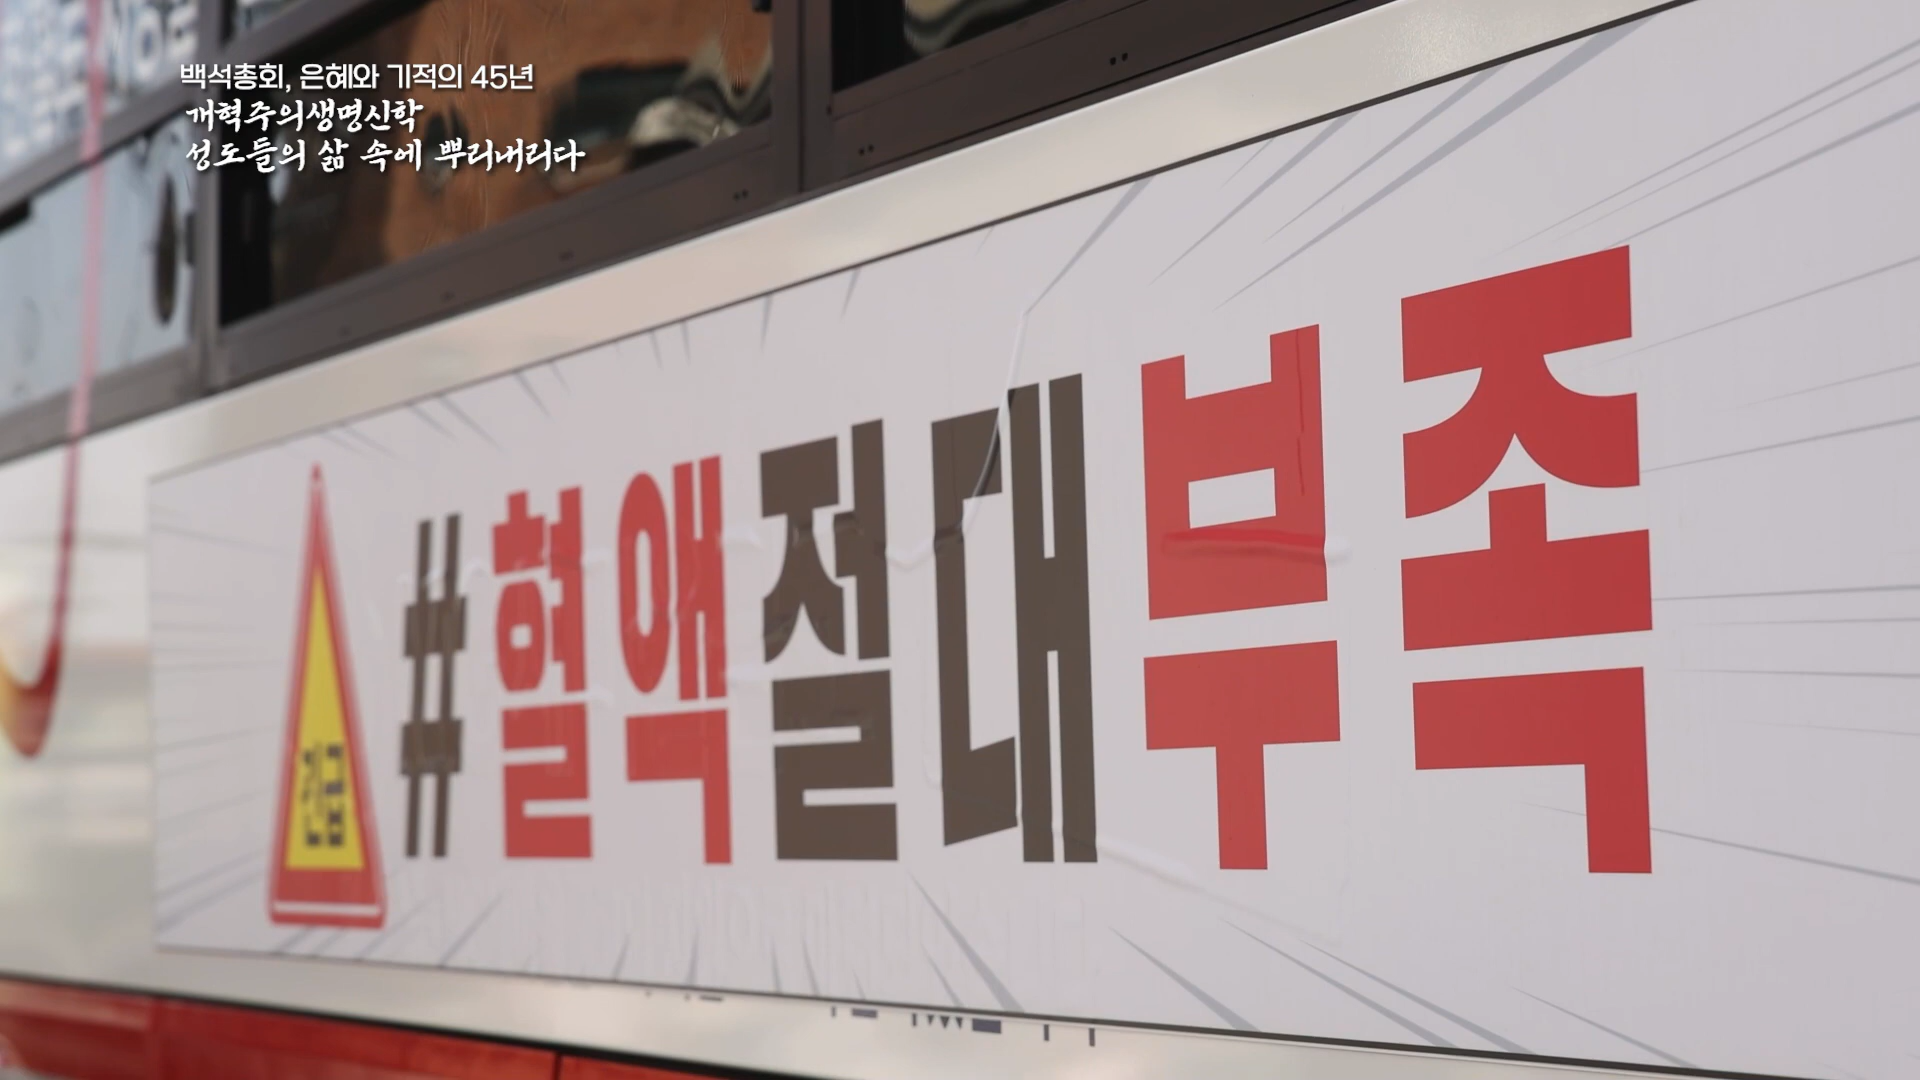 백석총회, 은혜와 기적의 45년
개혁주의생명신학
성도들의 삶 속에 뿌리내리다
긴급
#혈액절대부족